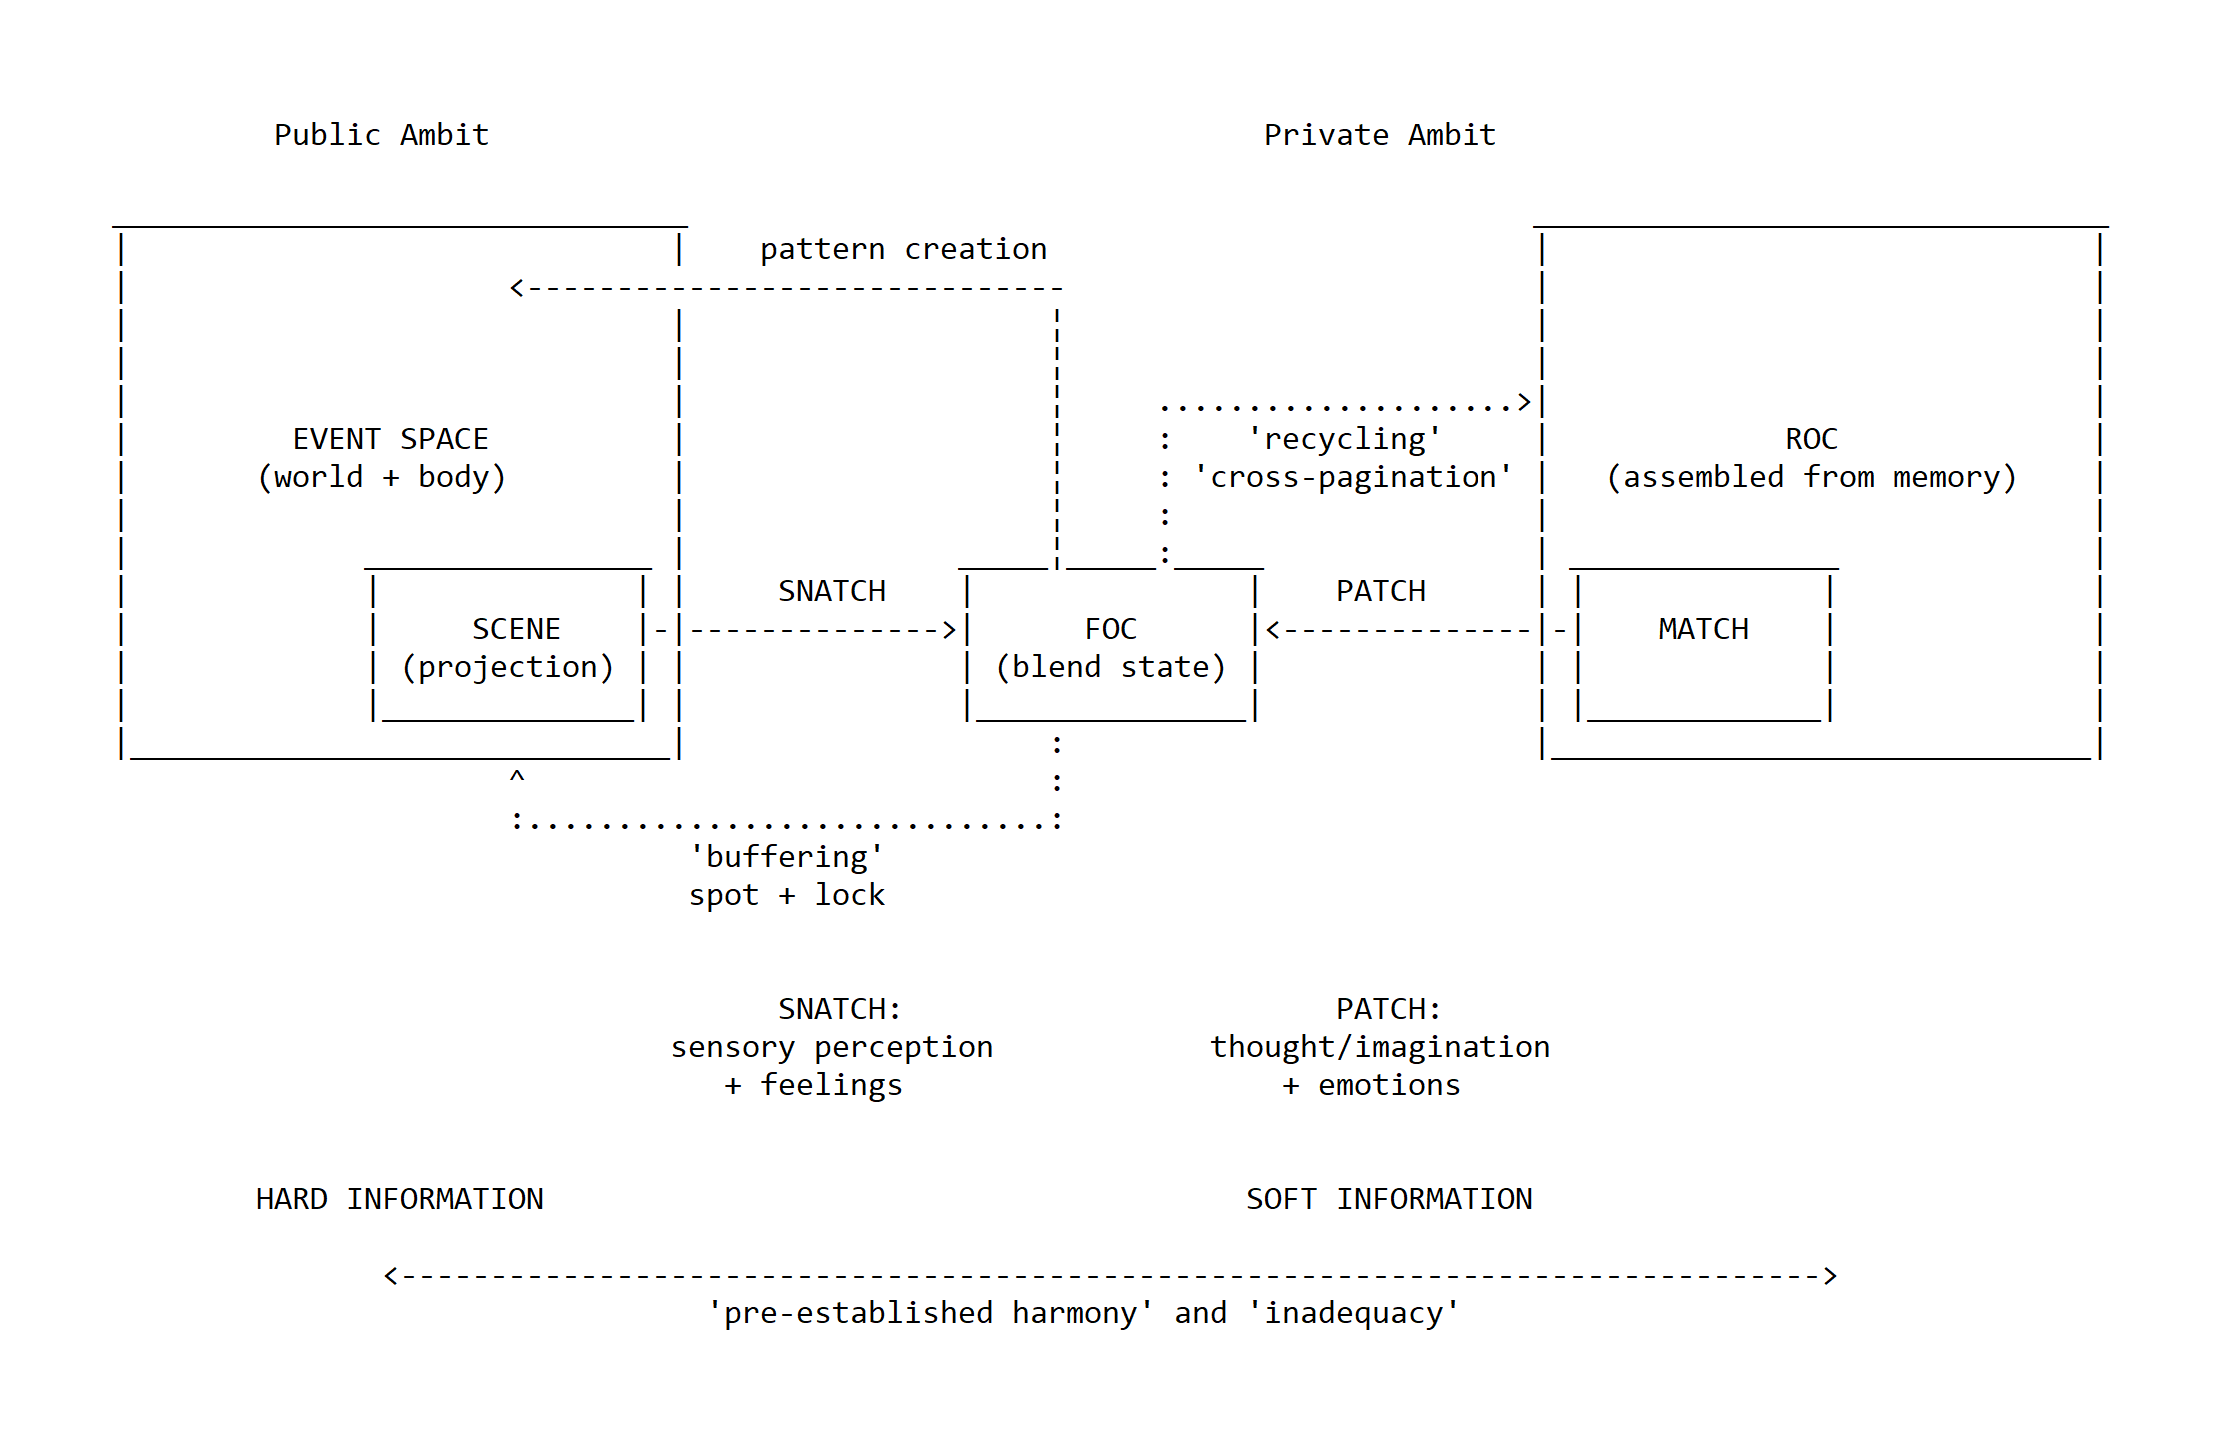 Public Ambit
Private Ambit
pattern creation
EVENT SPACE
(world + body)
'recycling'
'cross-pagination'
ROC
(assembled from memory)
SNATCH
PATCH
SCENE
(projection)
FOC
(blend state)
MATCH
'buffering'
spot + lock
SNATCH:
sensory perception
+ feelings
PATCH:
thought/imagination
+ emotions
HARD INFORMATION
SOFT INFORMATION
'pre-established harmony' and 'inadequacy'